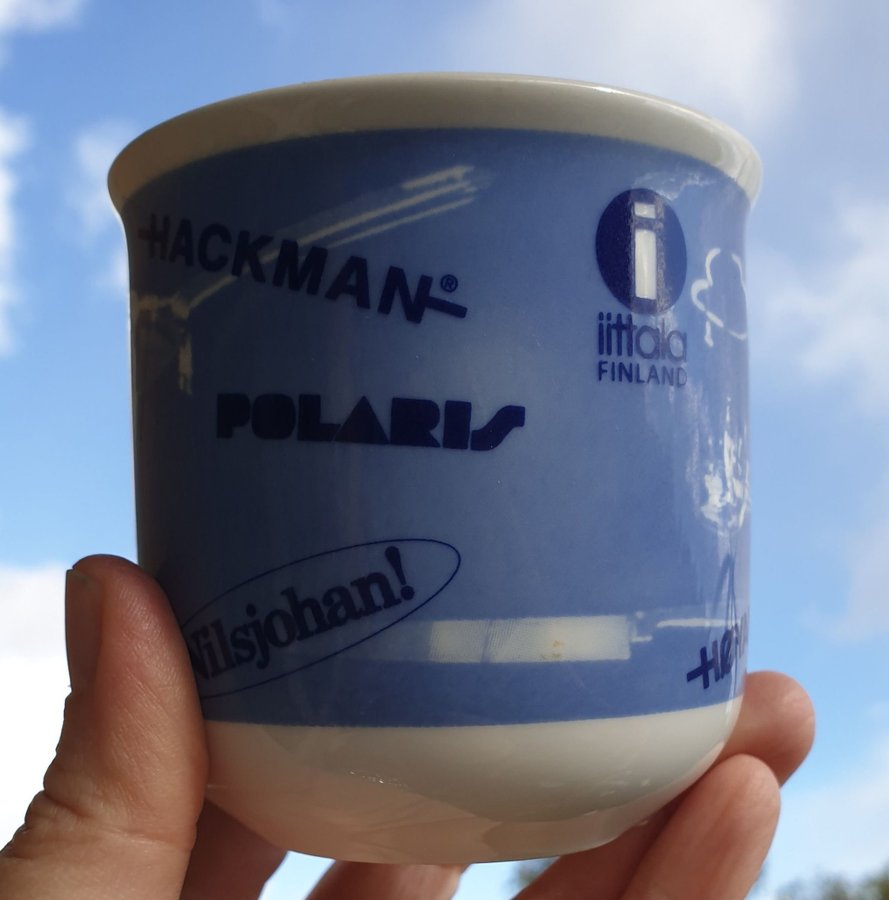 HACKMAN®
i
iittala
FINLAND
POLARIS
Nilsjohan!